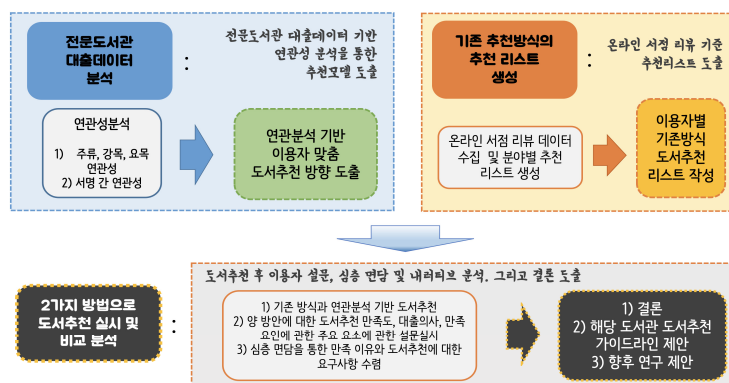 전문도서관
대출데이터
분석
:
전문도서관 대출데이터 기반
연관성 분석을 통한
추천모델 도출
연관성분석
1) 주류, 강목, 요목
연관성
2) 서명 간 연관성
연관분석 기반
이용자 맞춤
도서추천 방향 도출
기존 추천방식의
추천 리스트
생성
:
온라인 서점 리뷰 기준
추천리스트 도출
온라인 서점 리뷰 데이터
수집 및 분야별 추천
리스트 생성
이용자별
기존방식
도서추천
리스트 작성
2가지 방법으로
도서추천 실시 및
비교 분석
:
도서추천 후 이용자 설문, 심층 면담 및 내러티브 분석. 그리고 결론 도출
1) 기존 방식과 연관분석 기반 도서추천
2) 양 방안에 대한 도서추천 만족도, 대출의사, 만족
요인에 관한 주요 요소에 관한 설문실시
3) 심층 면담을 통한 만족 이유와 도서추천에 대한
요구사항 수렴
1) 결론
2) 해당 도서관 도서추천
가이드라인 제안
3) 향후 연구 제안